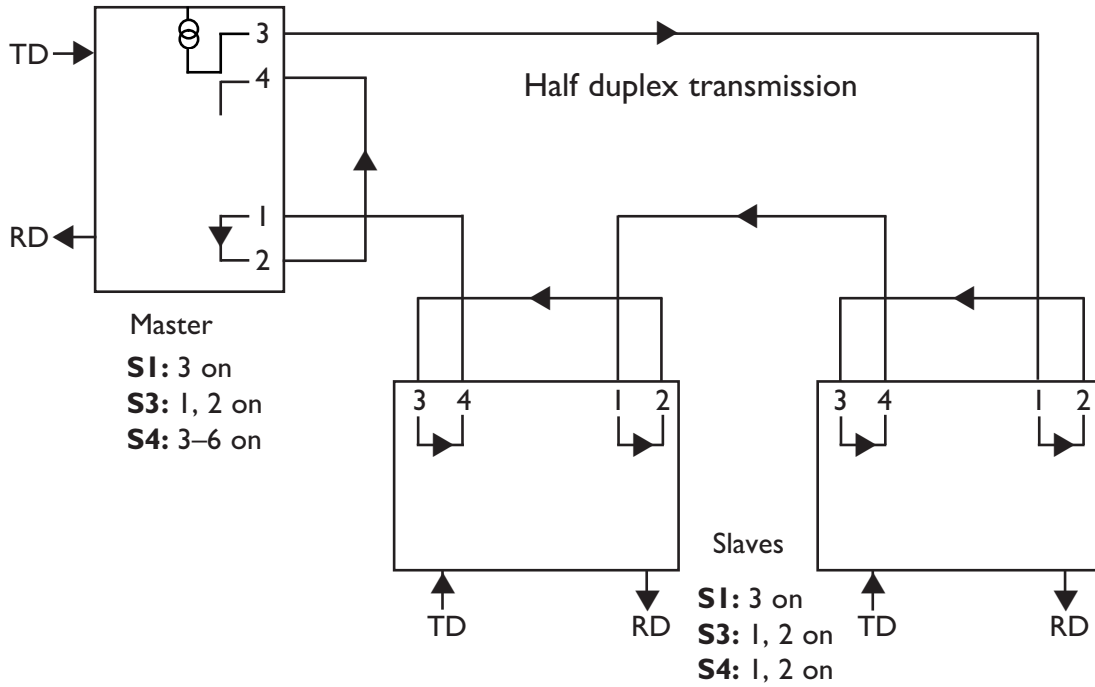 TD
3
4
Half duplex transmission
1
RD
2
Master
S1: 3 on
S3: 1, 2 on
S4: 3–6 on
3 4 1 2
3 4 1 2
Slaves
S1: 3 on
S3: 1, 2 on
S4: 1, 2 on
TD RD
TD RD